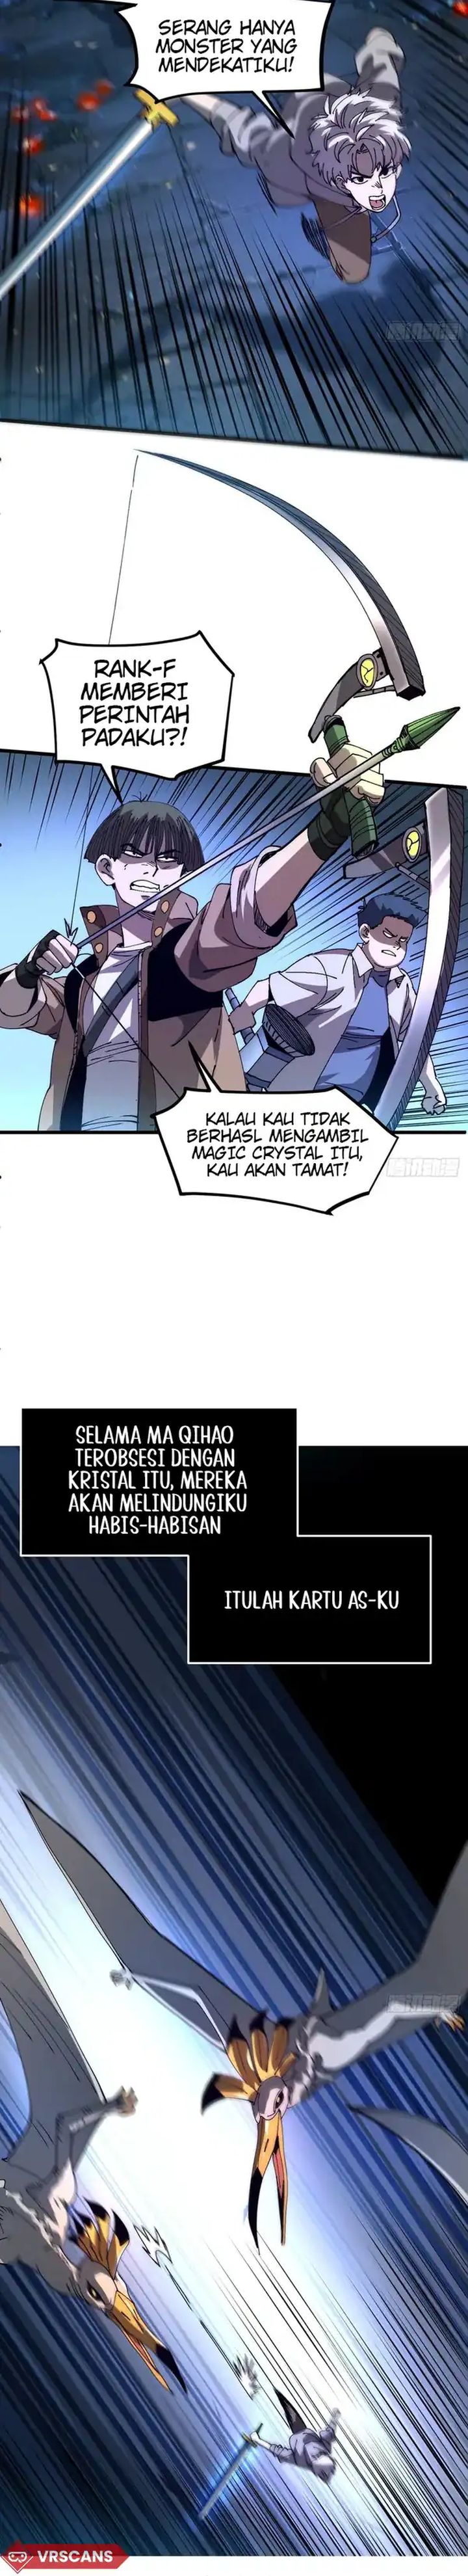 SERANG HANYA
MONSTER YANG
MENDEKATIKU!
RANK-F
MEMBERI
PERINTAH
PADAKU?!
KALAU KAU TIDAK
BERHASL MENGAMBIL
MAGIC CRYSTAL ITU,
KAU AKAN TAMAT!
SELAMA MA QIHAO
TEROBSESI DENGAN
KRISTAL ITU, MEREKA
AKAN MELINDUNGIKU
HABIS-HABISAN
ITULAH KARTU AS-KU
VRSCANS